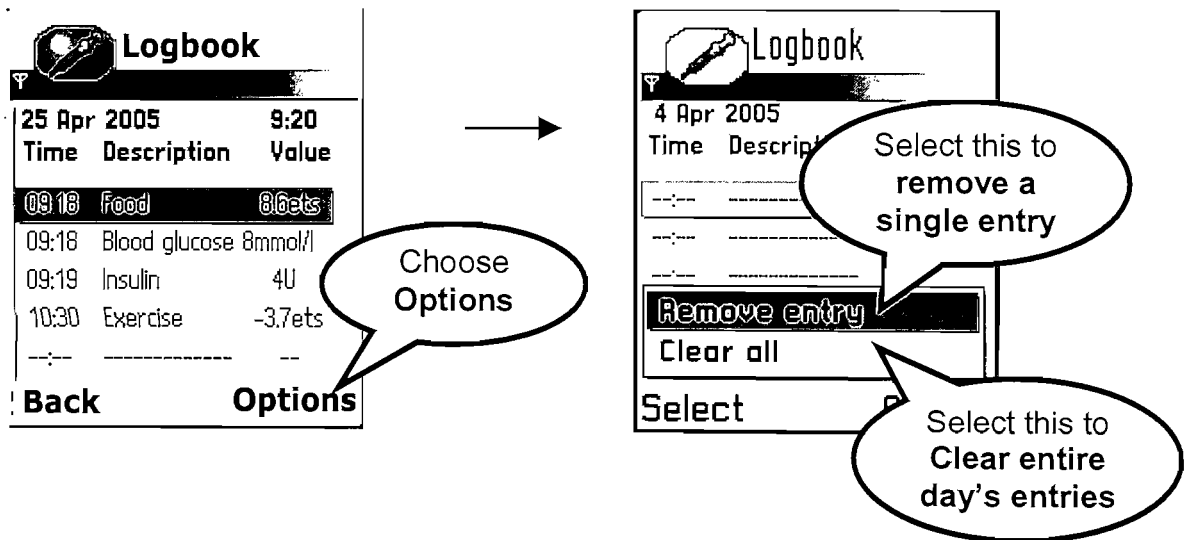 Logbook
25 Apr 2005 9:20
Time Description Value
09:18 Food 8.6ets
09:18 Blood glucose 8mmol/l
09:19 Insulin 4U
10:30 Exercise -3.7ets
--:-- ------------- --
Back Options
Choose
Options
Logbook
4 Apr 2005
Time
--:-- -------------
--:-- -------------
--:-- -------------
Remove entry
Clear all
Select
Select this to
remove a
single entry
Select this to
Clear entire
day's entries